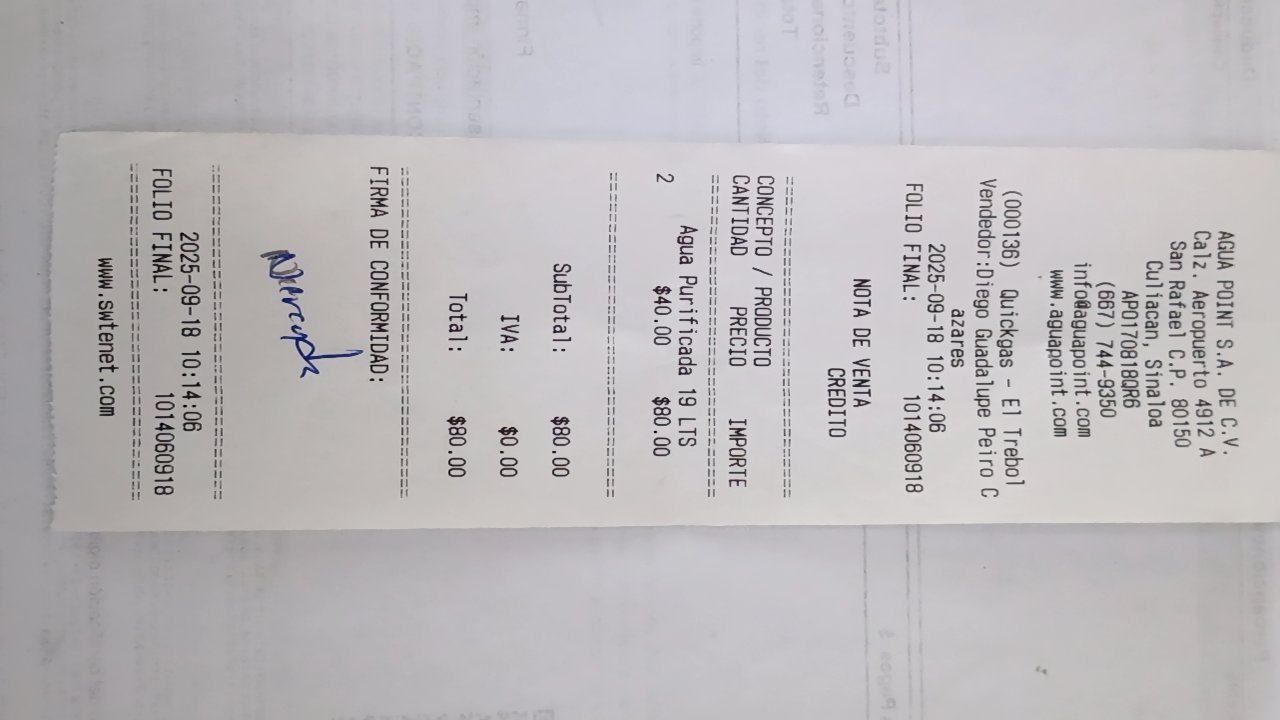 AGUA POINT S.A. DE C.V.
Calz. Aeropuerto 4912 A
San Rafael C.P. 80150
Culiacan, Sinaloa
APO170818QR6
(667) 744-9350
info@aguapoint.com
www.aguapoint.com
(000136) Quickgas - El Trebol
Vendedor:Diego Guadalupe Peiro C
azares
2025-09-18 10:14:06
FOLIO FINAL: 1014060918
NOTA DE VENTA
CREDITO
================================
CONCEPTO / PRODUCTO
CANTIDAD PRECIO IMPORTE
================================
Agua Purificada 19 LTS
2 $40.00 $80.00
================================
SubTotal: $80.00
IVA: $0.00
Total: $80.00
================================
FIRMA DE CONFORMIDAD:
================================
2025-09-18 10:14:06
FOLIO FINAL: 1014060918
================================
www.swtenet.com